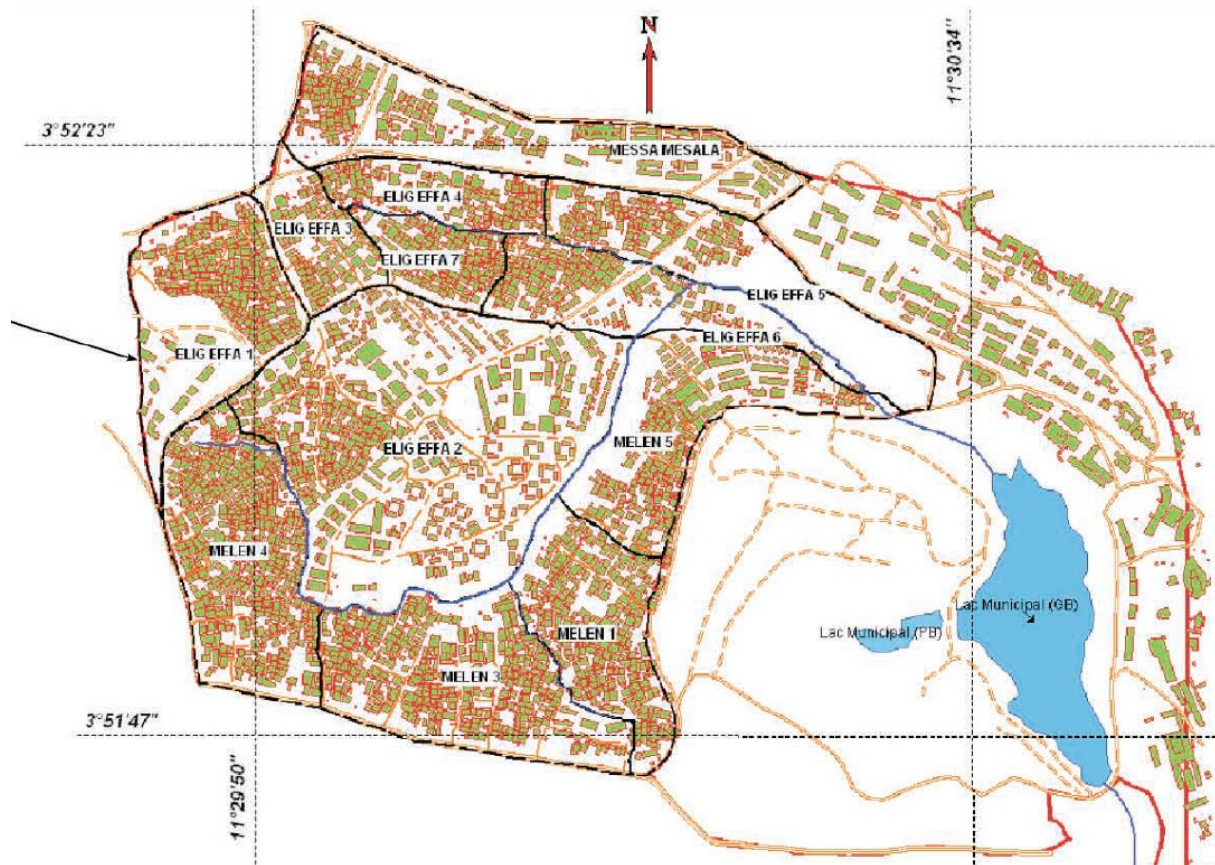 N
11°30'34"
3°52'23"
MESSA MESALA
ELIG EFFA 4
ELIG EFFA 3
ELIG EFFA 7
ELIG EFFA 5
ELIG EFFA 6
ELIG EFFA 1
MELEN 5
ELIG EFFA 2
MELEN 4
Lac Municipal (GB)
Lac Municipal (PB)
MELEN 1
MELEN 3
3°51'47"
11°29'50"